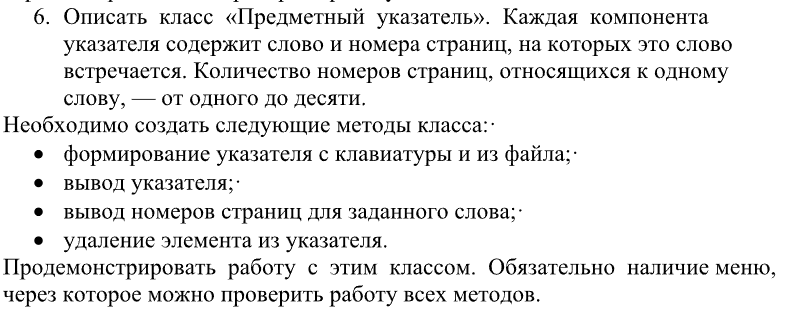 6. Описать класс «Предметный указатель». Каждая компонента
указателя содержит слово и номера страниц, на которых это слово
встречается. Количество номеров страниц, относящихся к одному
слову, — от одного до десяти.
Необходимо создать следующие методы класса:·
• формирование указателя с клавиатуры и из файла;·
• вывод указателя;·
• вывод номеров страниц для заданного слова;·
• удаление элемента из указателя.
Продемонстрировать работу с этим классом. Обязательно наличие меню,
через которое можно проверить работу всех методов.